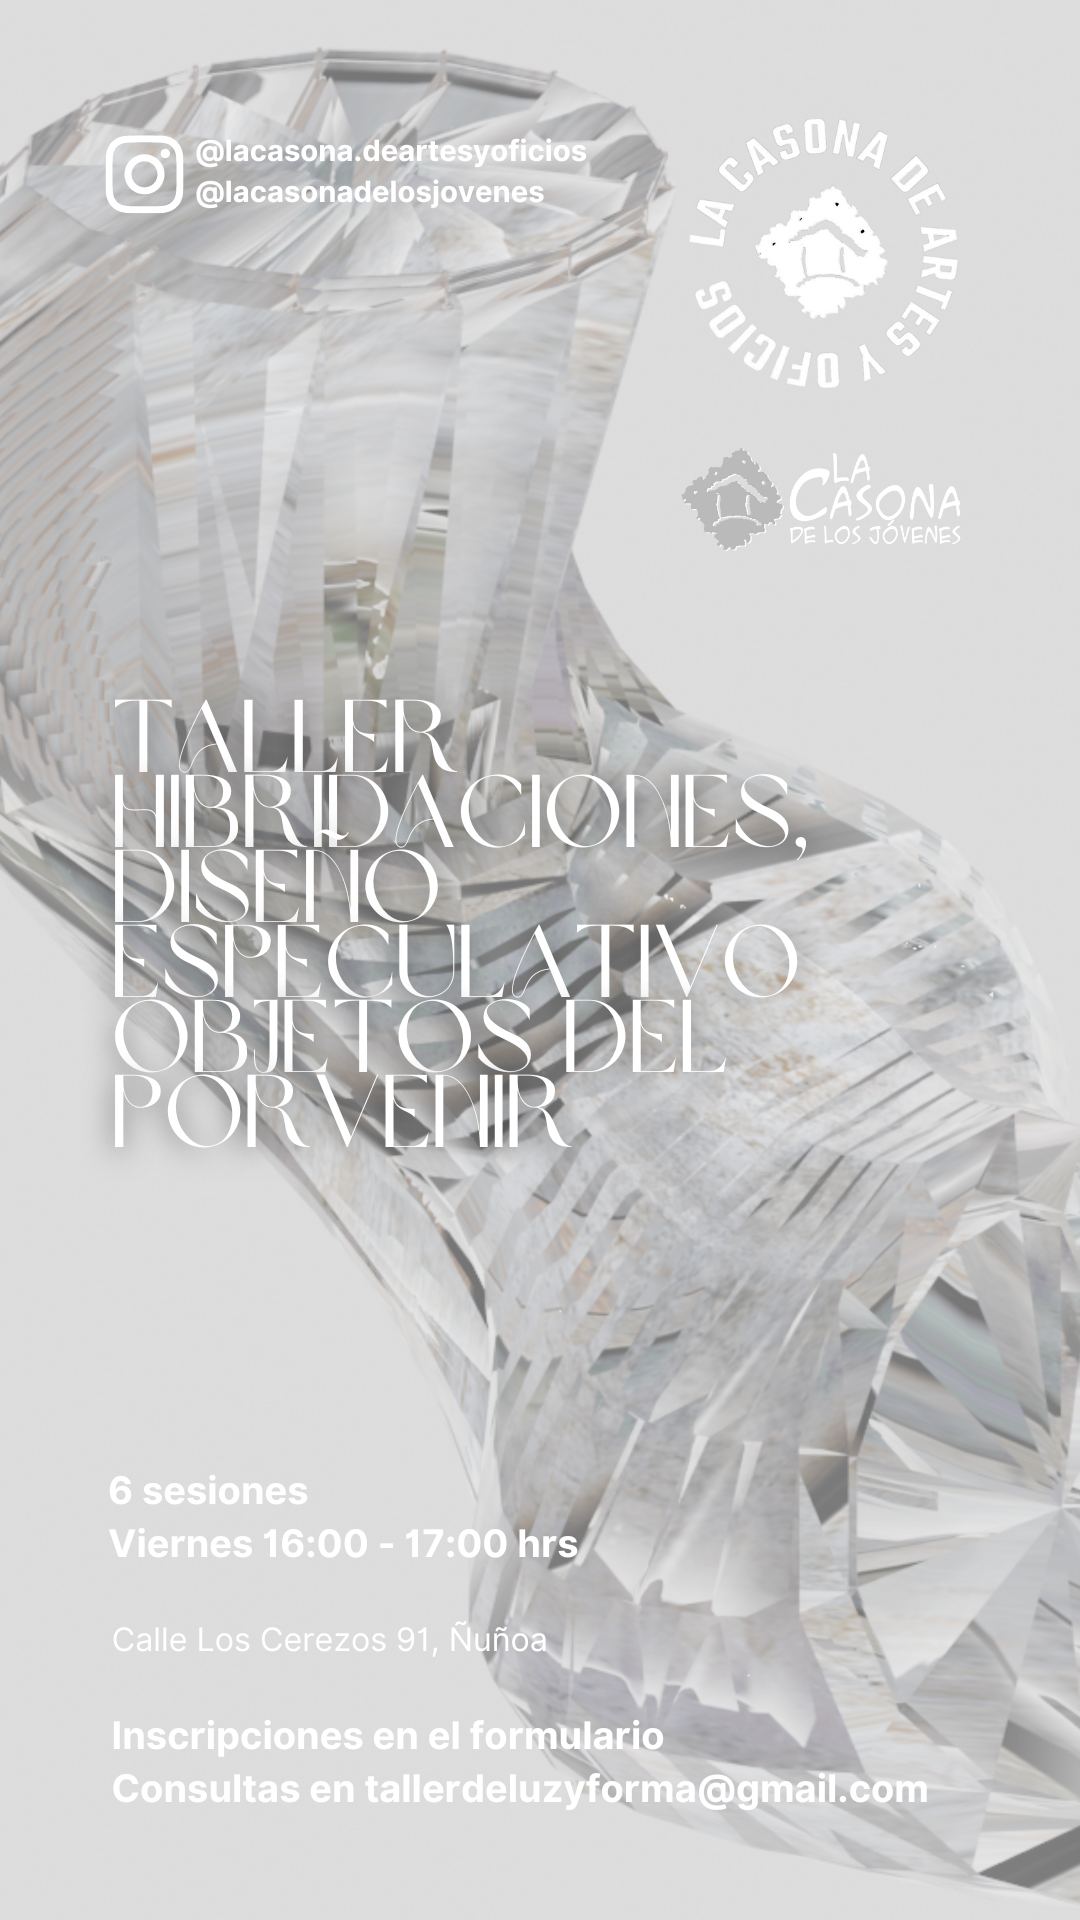 @lacasona.deartesyoficios
@lacasonadelosjovenes
LA CASONA DE ARTES Y OFICIOS
LA
CASONA
DE LOS JÓVENES
TALLER
HIBRIDACIONES,
DISEÑO
ESPECULATIVO
OBJETOS DEL
PORVENIR
6 sesiones
Viernes 16:00 - 17:00 hrs
Calle Los Cerezos 91, Ñuñoa
Inscripciones en el formulario
Consultas en tallerdeluzyforma@gmail.com